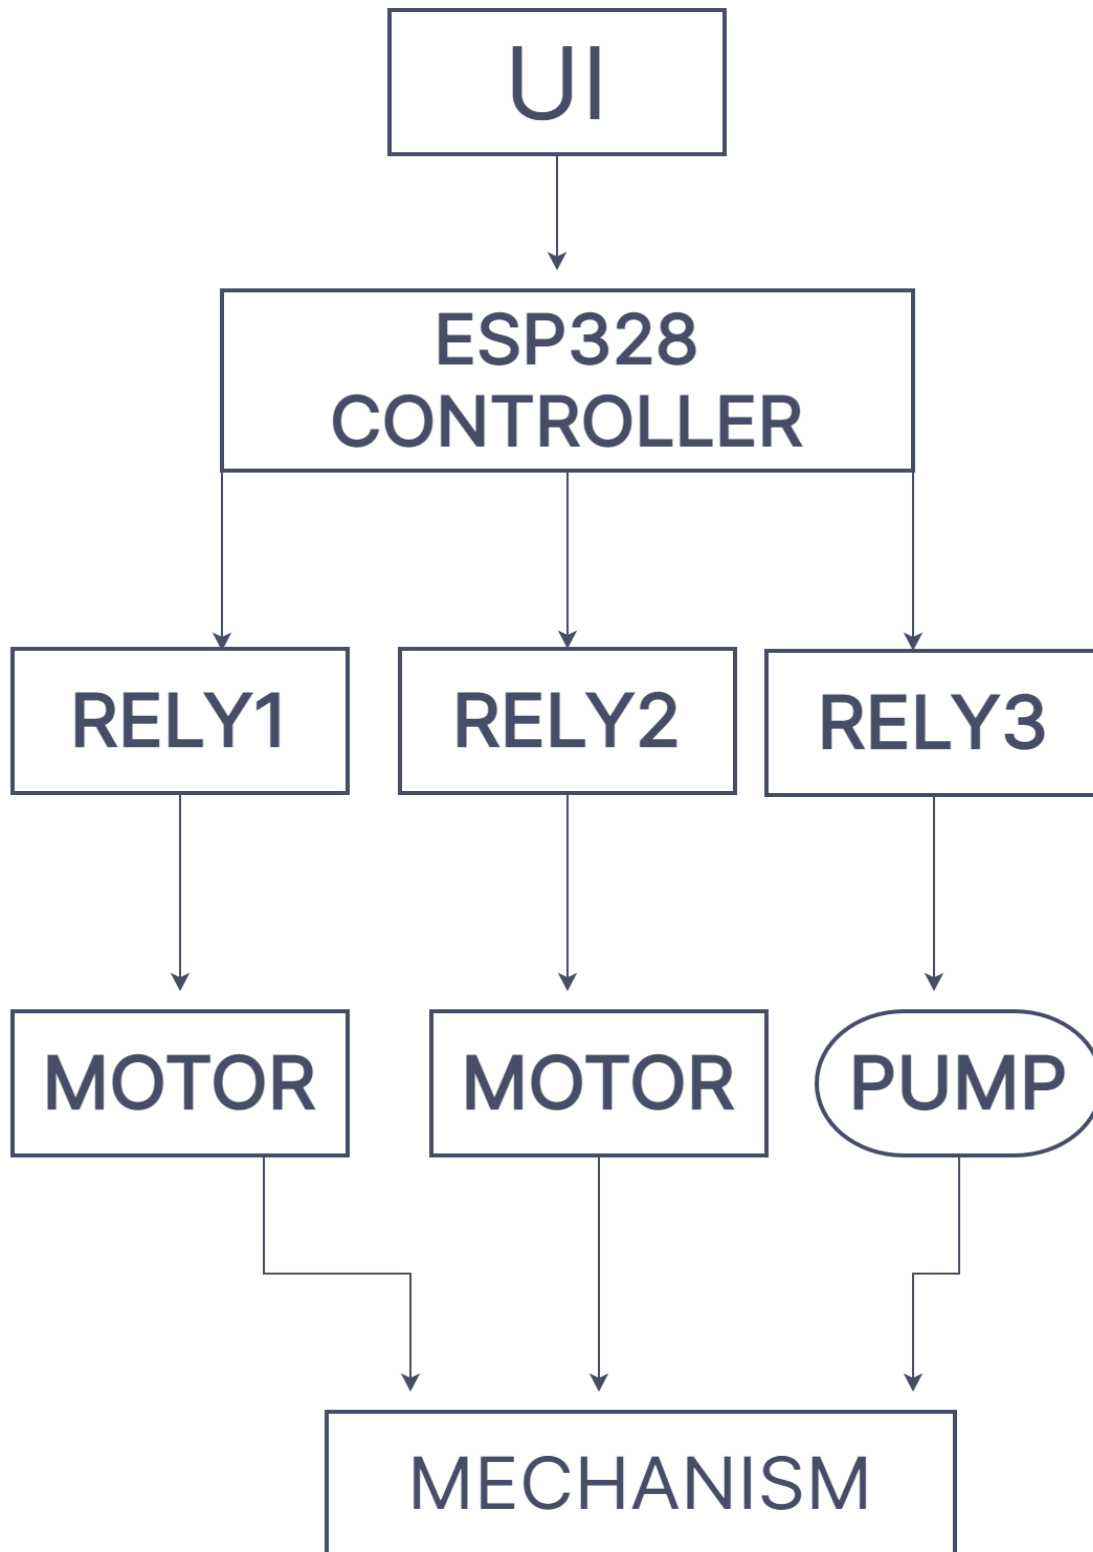 UI
ESP328
CONTROLLER
RELY1
RELY2
RELY3
MOTOR
MOTOR
PUMP
MECHANISM